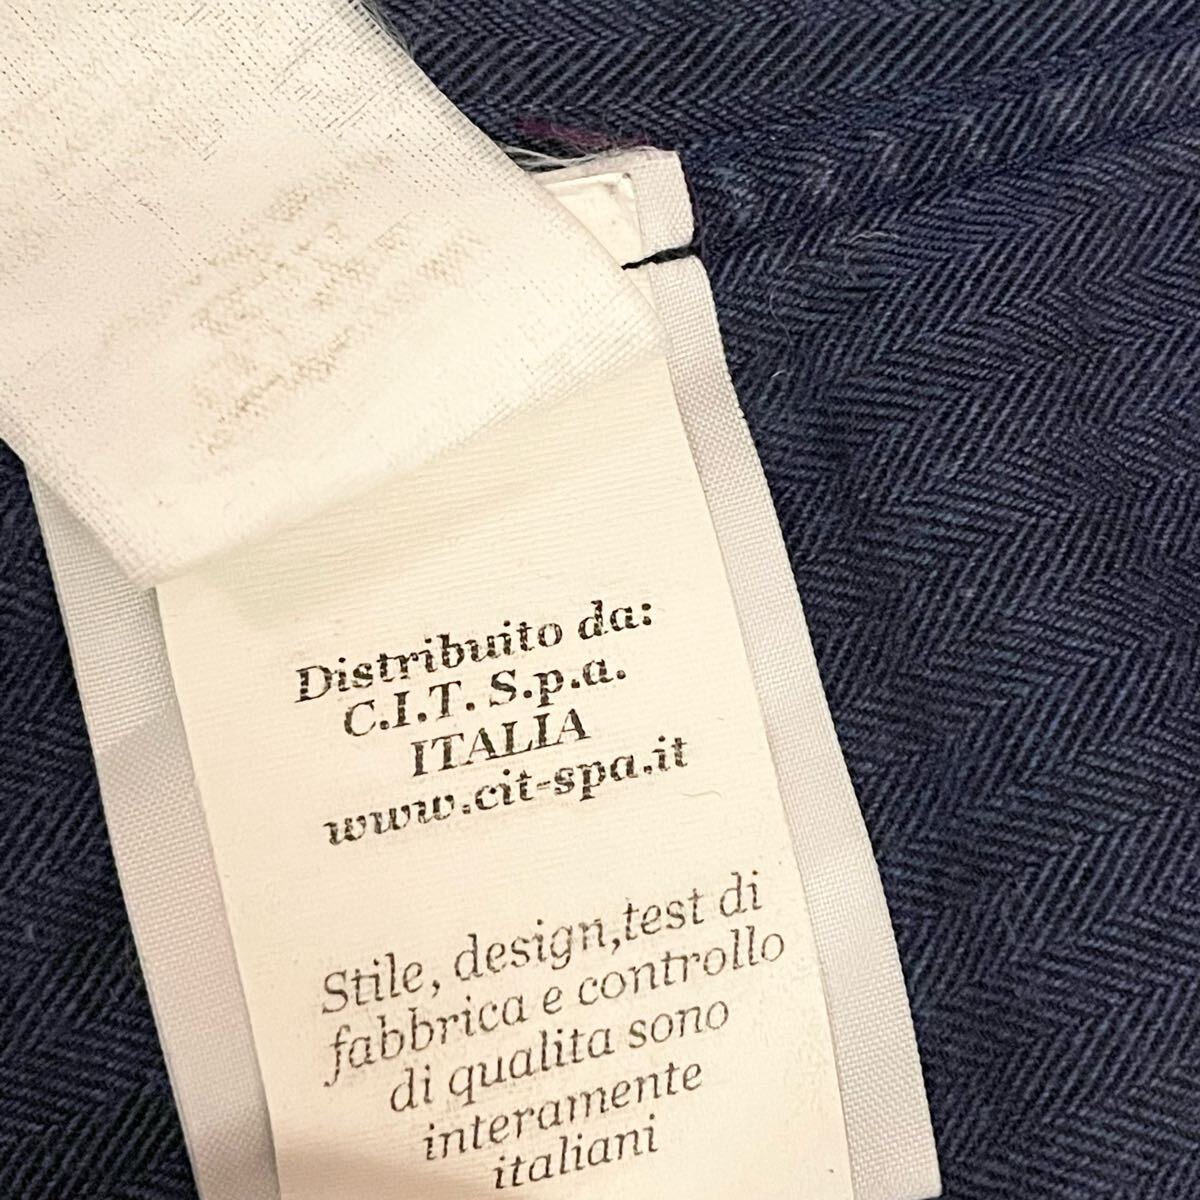 Distribuito da:
C.I.T. S.p.a.
ITALIA
www.cit-spa.it
Stile, design,test di
fabbrica e controllo
di qualita sono
interamente
italiani